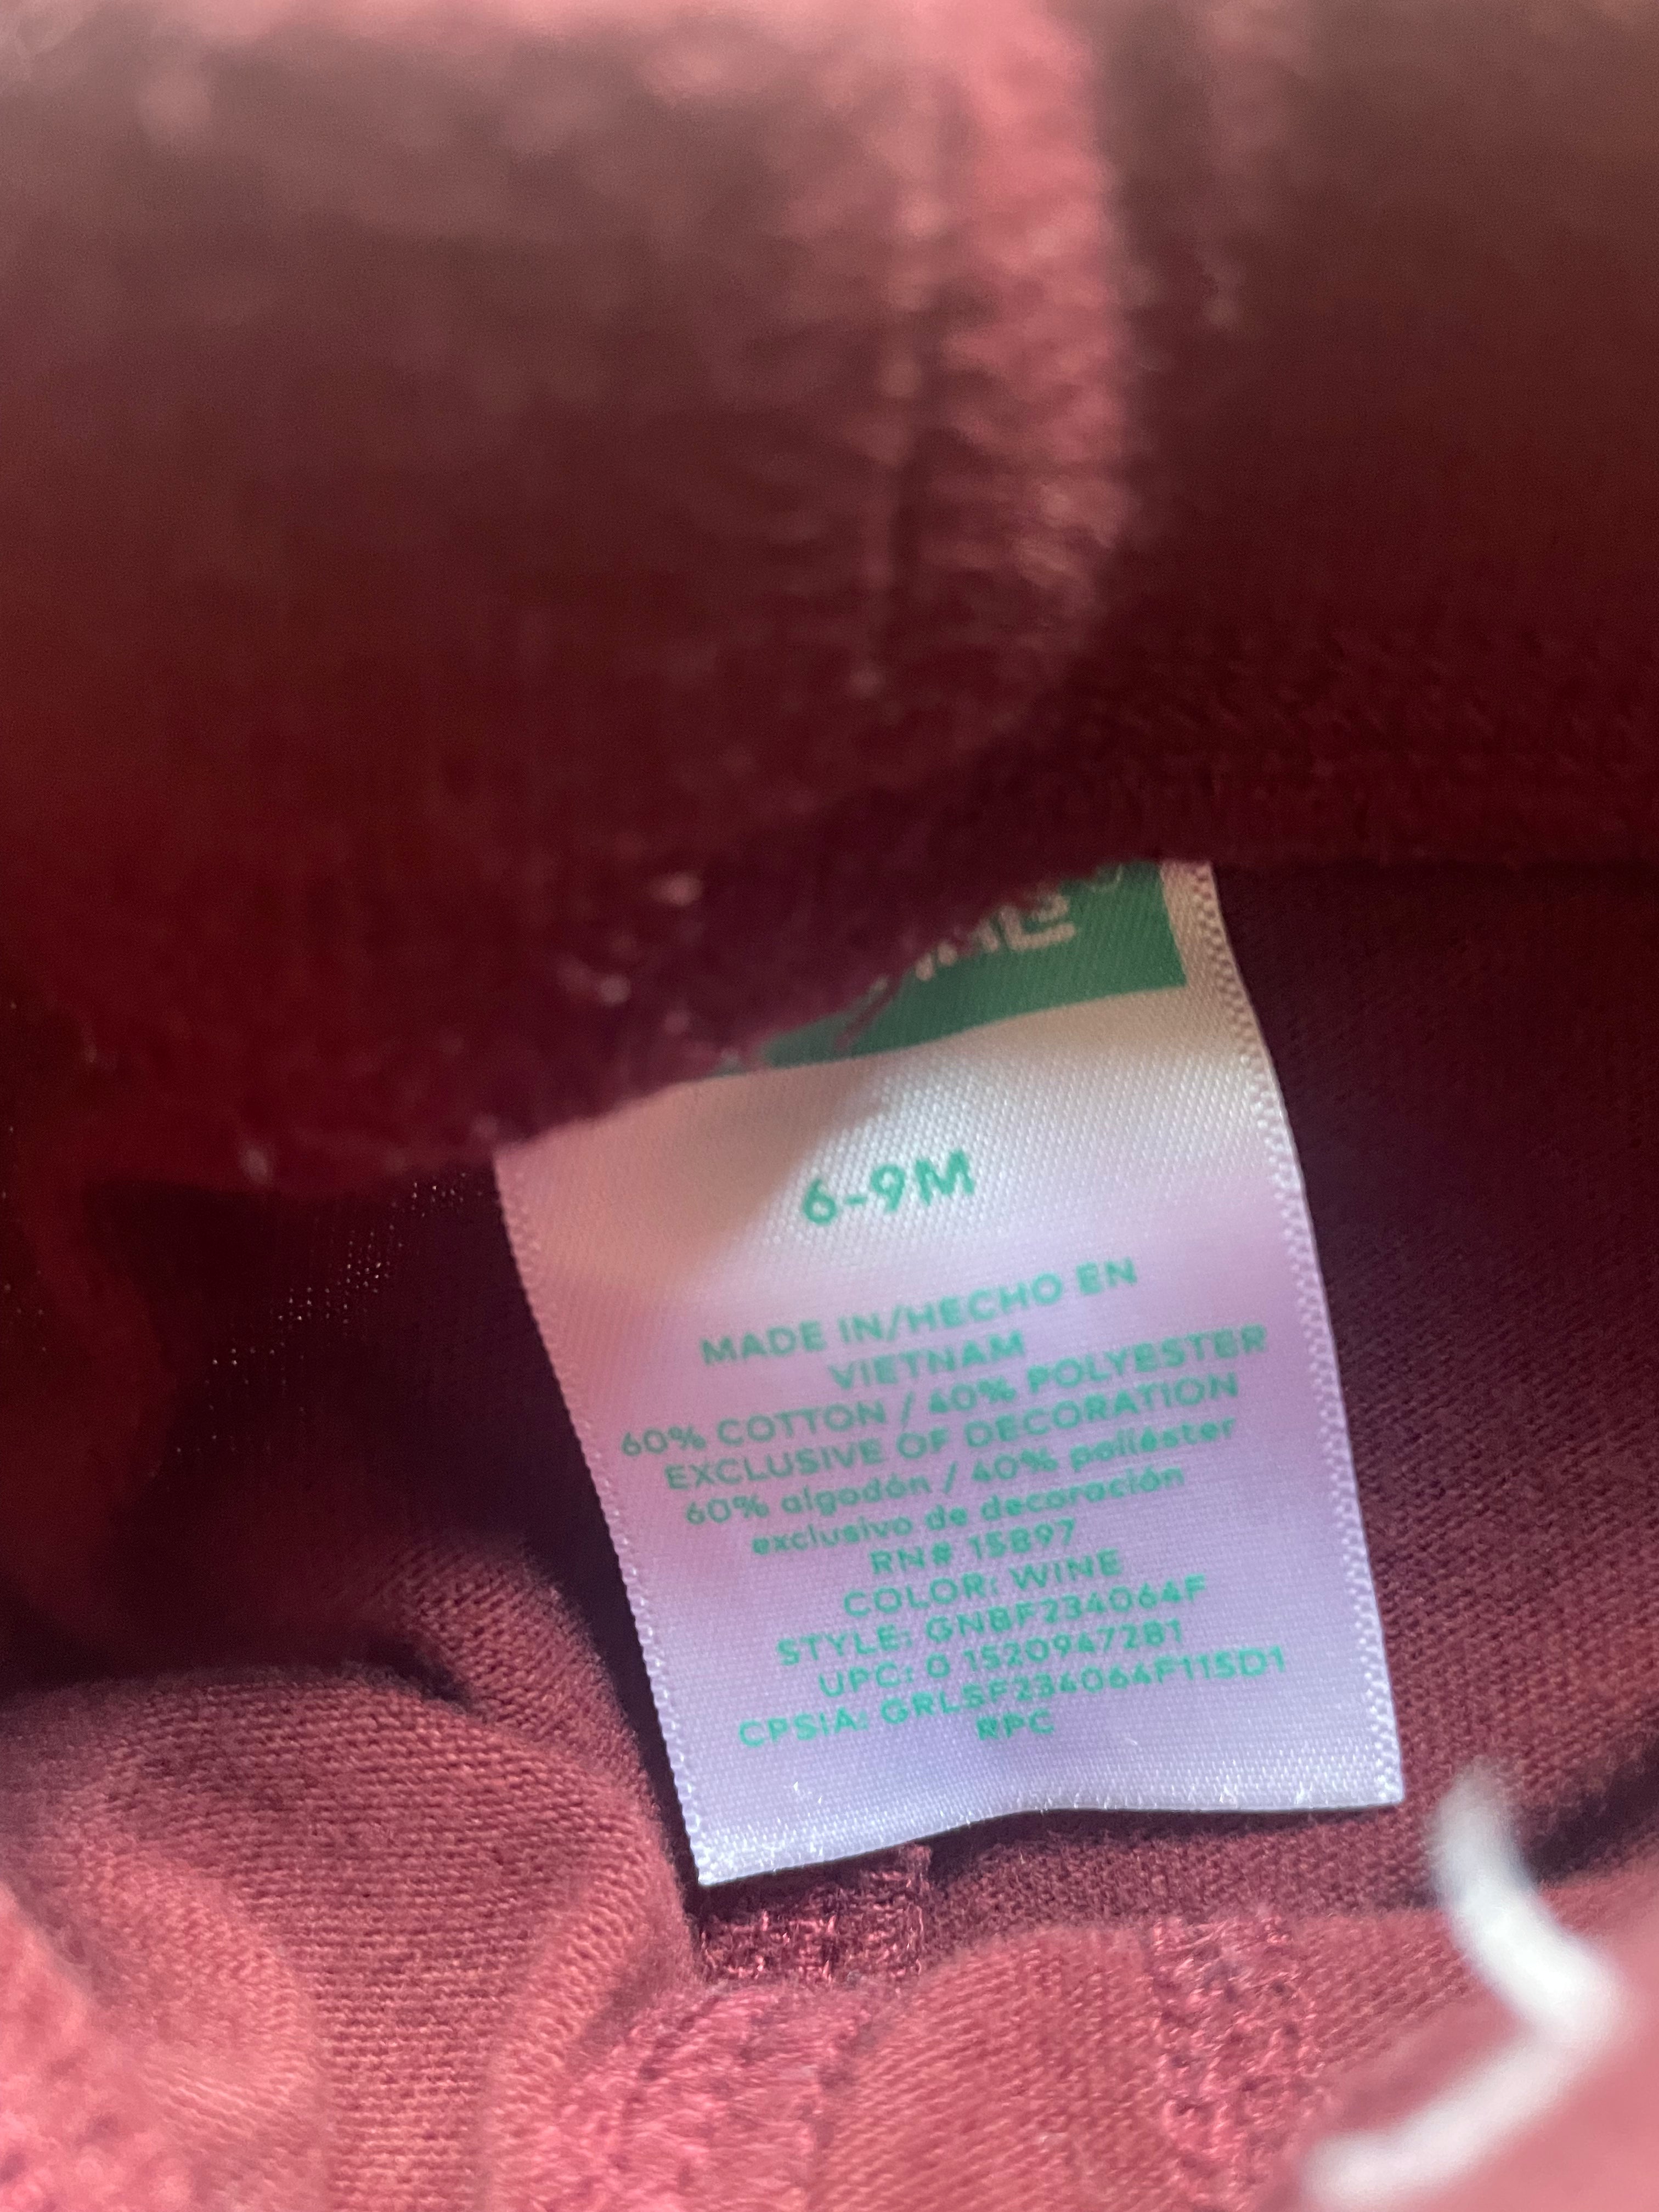 6-9M
MADE IN/HECHO EN
VIETNAM
60% COTTON / 40% POLYESTER
EXCLUSIVE OF DECORATION
60% algodón / 40% poliéster
exclusivo de decoración
RN# 15897
COLOR: WINE
STYLE: GNBF234064F
UPC: 0 1520947281
CPSIA: GRLSF234064F115D1
RPC